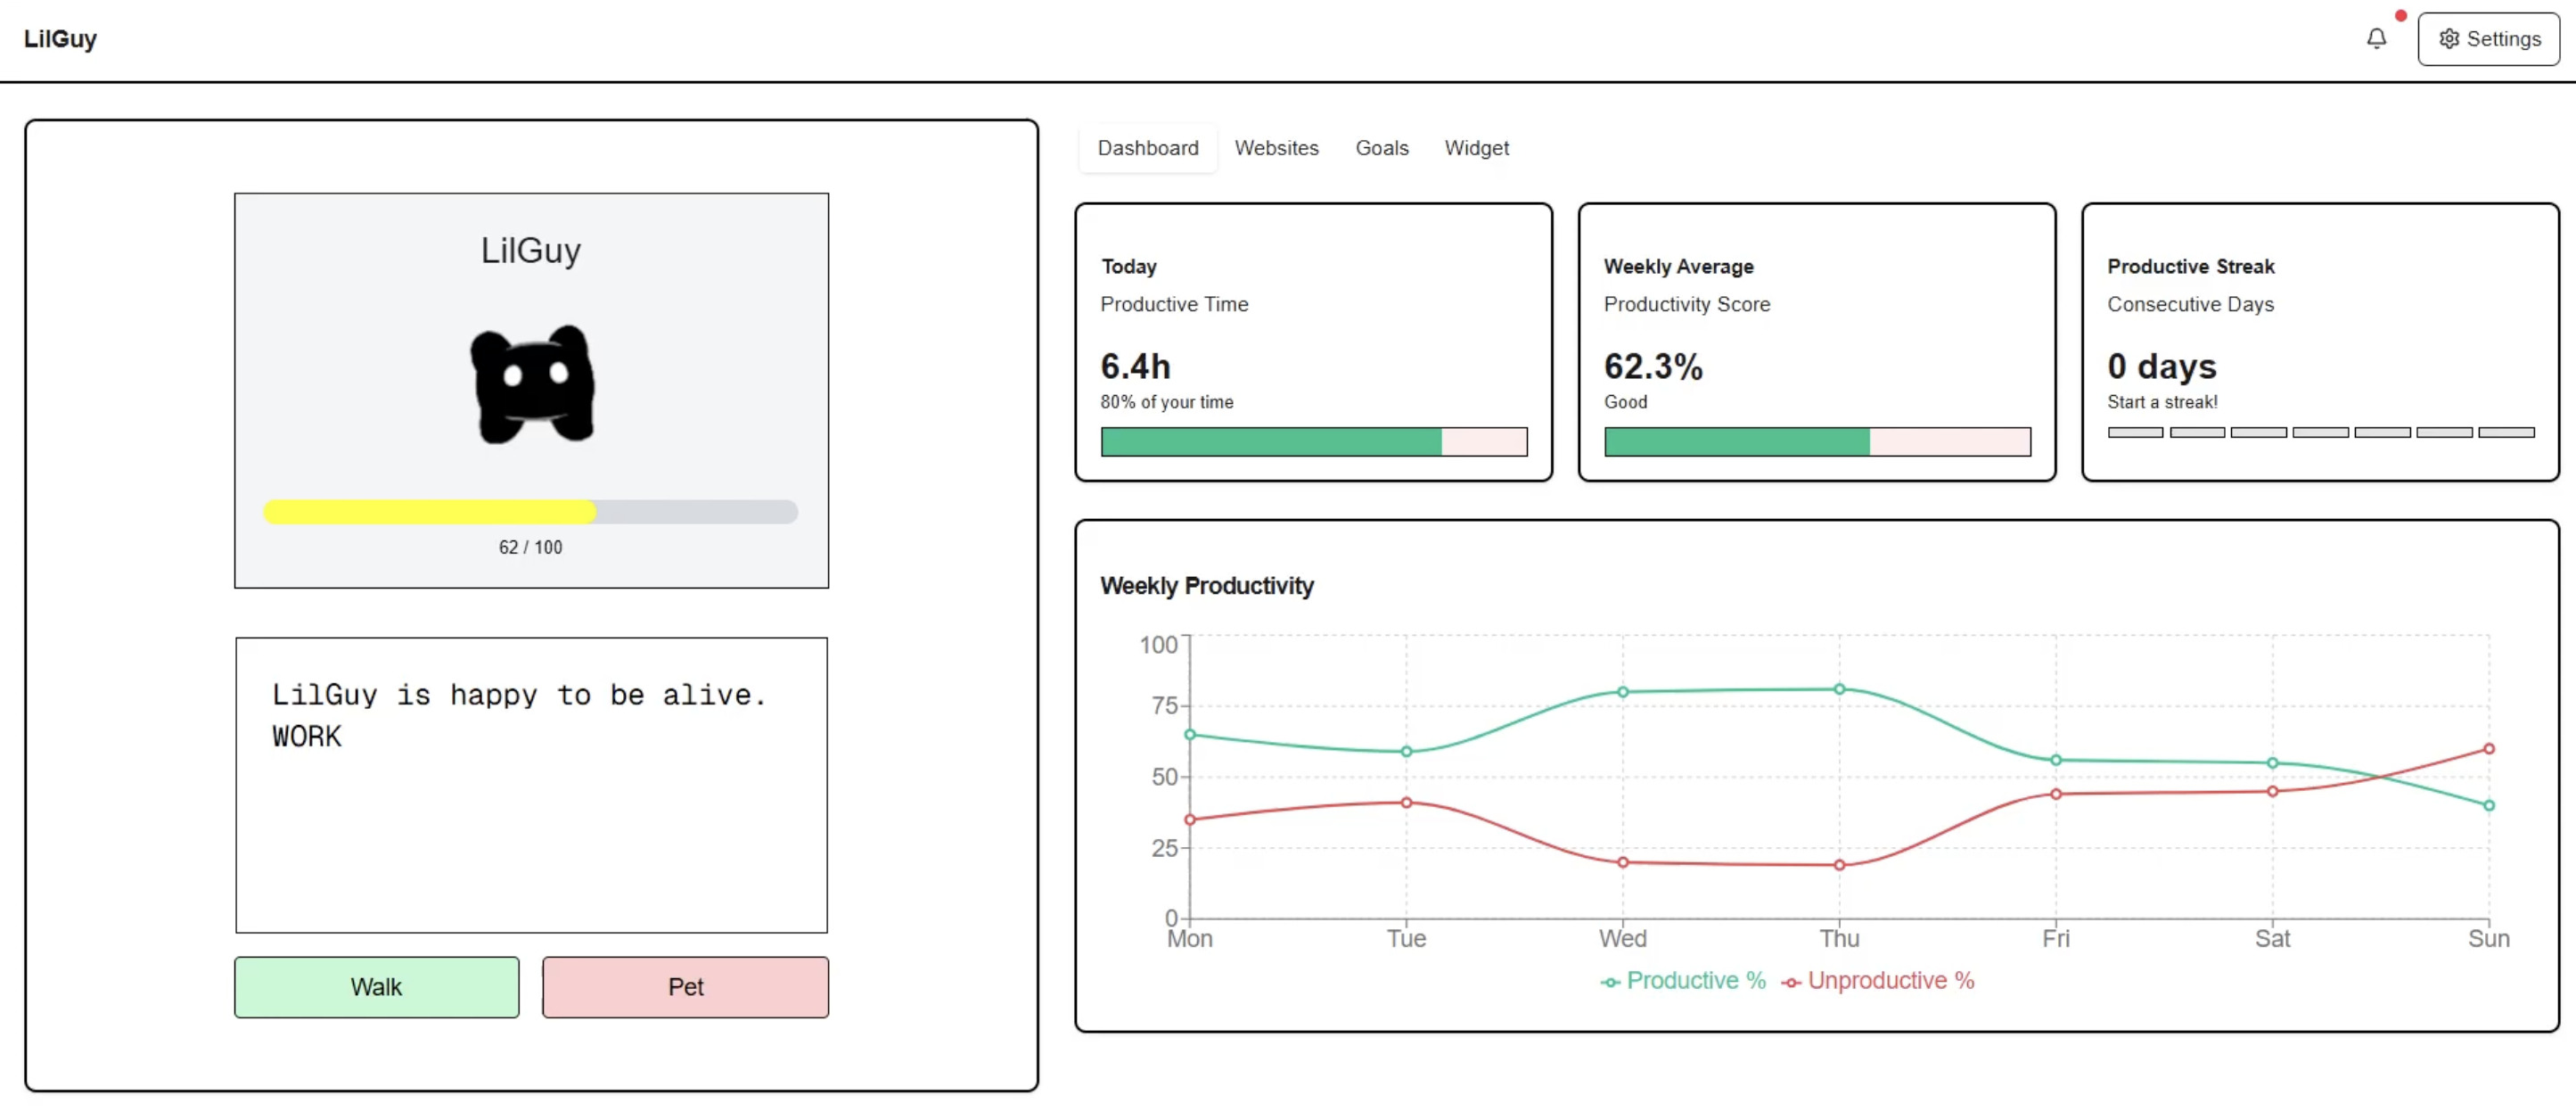 LilGuy
Settings
LilGuy
62 / 100
LilGuy is happy to be alive.
WORK
Walk
Pet
Dashboard
Websites
Goals
Widget
Today
Productive Time
6.4h
80% of your time
Weekly Average
Productivity Score
62.3%
Good
Productive Streak
Consecutive Days
0 days
Start a streak!
Weekly Productivity
100
75
50
25
0
Mon Tue Wed Thu Fri Sat Sun
Productive % Unproductive %